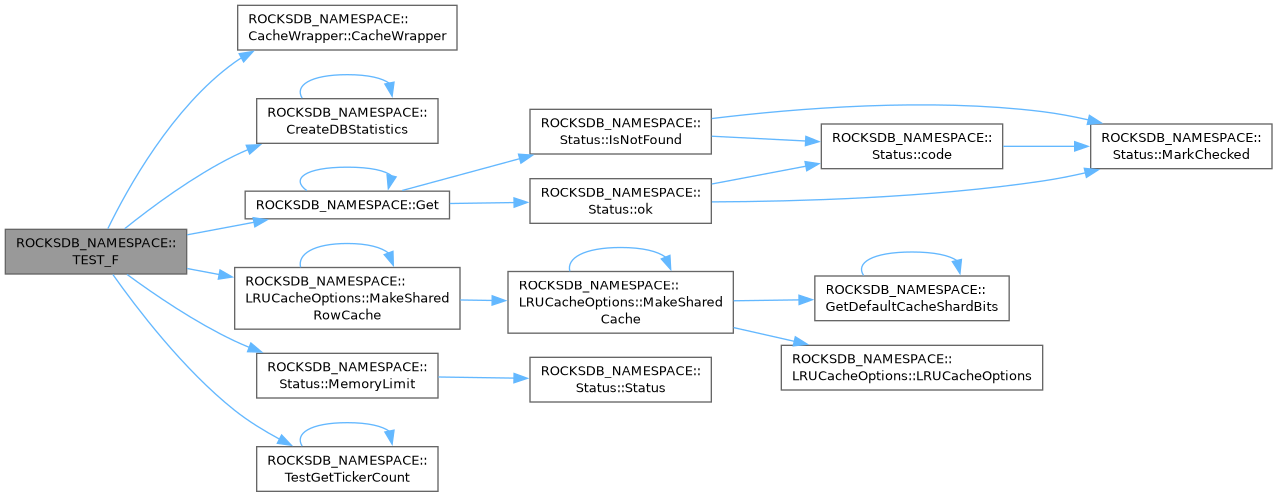 ROCKSDB_NAMESPACE::
TEST_F
ROCKSDB_NAMESPACE::
CacheWrapper::CacheWrapper
ROCKSDB_NAMESPACE::
CreateDBStatistics
ROCKSDB_NAMESPACE::Get
ROCKSDB_NAMESPACE::
Status::IsNotFound
ROCKSDB_NAMESPACE::
Status::code
ROCKSDB_NAMESPACE::
Status::MarkChecked
ROCKSDB_NAMESPACE::
Status::ok
ROCKSDB_NAMESPACE::
LRUCacheOptions::MakeShared
RowCache
ROCKSDB_NAMESPACE::
LRUCacheOptions::MakeShared
Cache
ROCKSDB_NAMESPACE::
GetDefaultCacheShardBits
ROCKSDB_NAMESPACE::
LRUCacheOptions::LRUCacheOptions
ROCKSDB_NAMESPACE::
Status::MemoryLimit
ROCKSDB_NAMESPACE::
Status::Status
ROCKSDB_NAMESPACE::
TestGetTickerCount